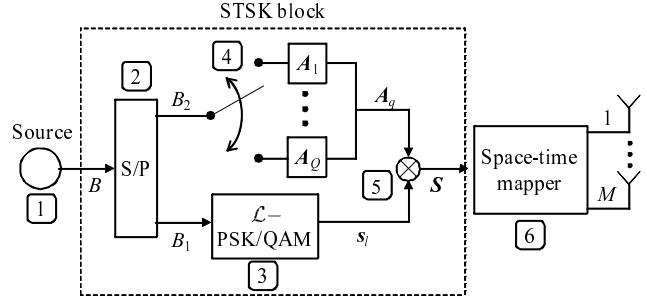 STSK block
4
A1
2
B2
Aq
1
Source
S/P
AQ
Space-time
mapper
B
5
S
1
ℒ−
PSK/QAM
B1
sl
M
3
6